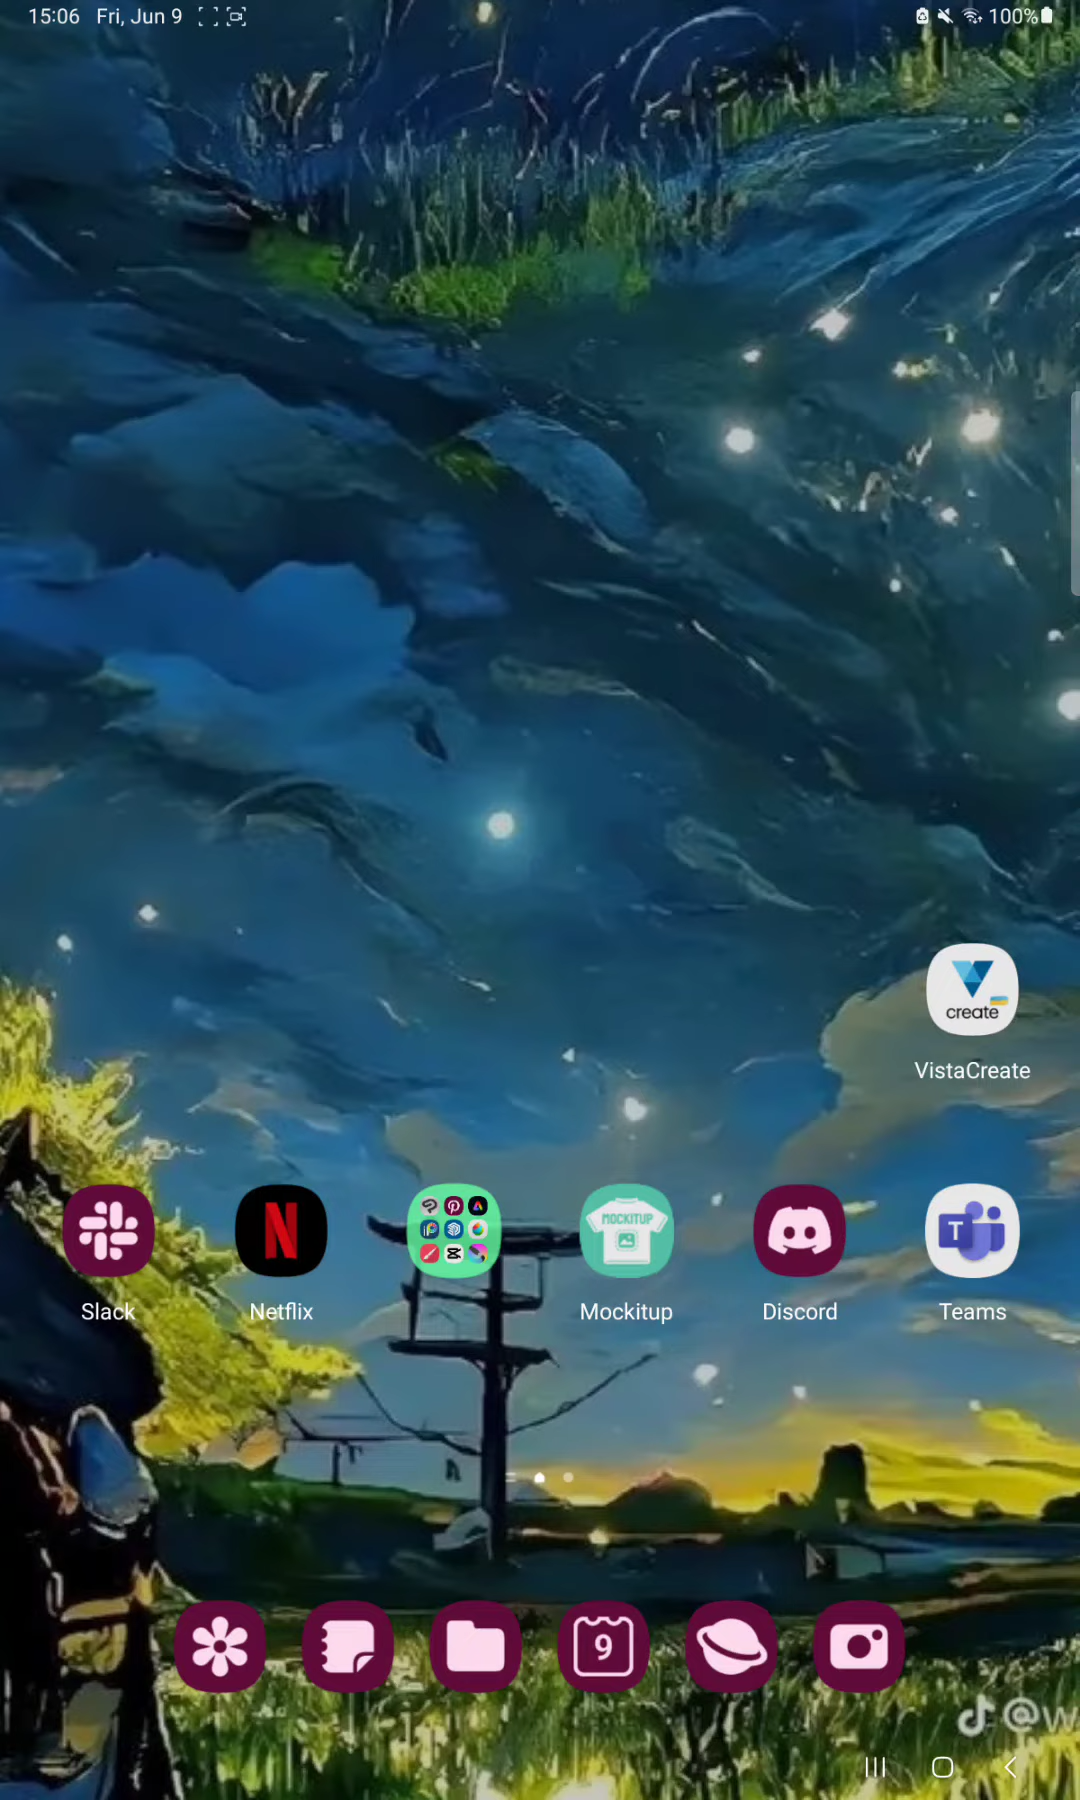 15:06 Fri, Jun 9 100%
create
VistaCreate
N
MOCKITUP
T
Slack Netflix Mockitup Discord Teams
9
@W